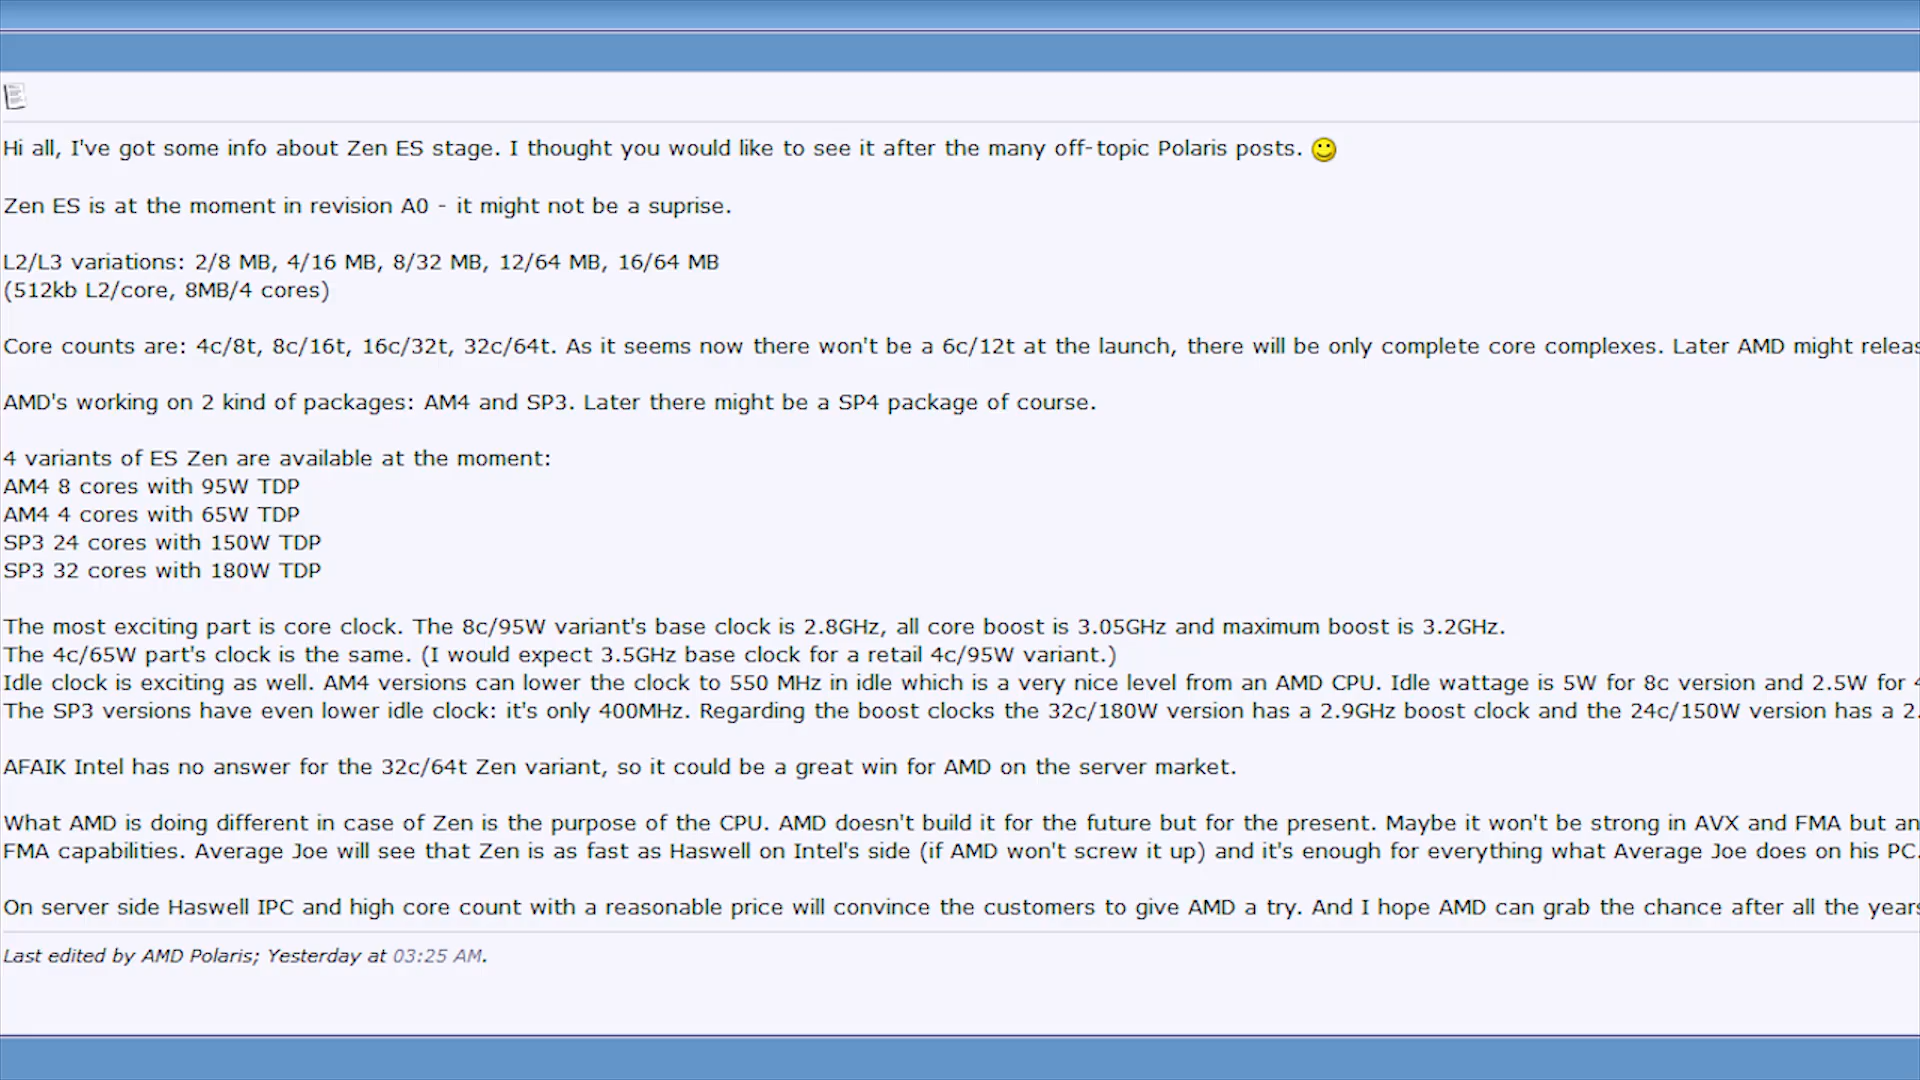 Hi all, I've got some info about Zen ES stage. I thought you would like to see it after the many off-topic Polaris posts.
Zen ES is at the moment in revision A0 - it might not be a suprise.
L2/L3 variations: 2/8 MB, 4/16 MB, 8/32 MB, 12/64 MB, 16/64 MB
(512kb L2/core, 8MB/4 cores)
Core counts are: 4c/8t, 8c/16t, 16c/32t, 32c/64t. As it seems now there won't be a 6c/12t at the launch, there will be only complete core complexes. Later AMD might releas
AMD's working on 2 kind of packages: AM4 and SP3. Later there might be a SP4 package of course.
4 variants of ES Zen are available at the moment:
AM4 8 cores with 95W TDP
AM4 4 cores with 65W TDP
SP3 24 cores with 150W TDP
SP3 32 cores with 180W TDP
The most exciting part is core clock. The 8c/95W variant's base clock is 2.8GHz, all core boost is 3.05GHz and maximum boost is 3.2GHz.
The 4c/65W part's clock is the same. (I would expect 3.5GHz base clock for a retail 4c/95W variant.)
Idle clock is exciting as well. AM4 versions can lower the clock to 550 MHz in idle which is a very nice level from an AMD CPU. Idle wattage is 5W for 8c version and 2.5W for 4
The SP3 versions have even lower idle clock: it's only 400MHz. Regarding the boost clocks the 32c/180W version has a 2.9GHz boost clock and the 24c/150W version has a 2.
AFAIK Intel has no answer for the 32c/64t Zen variant, so it could be a great win for AMD on the server market.
What AMD is doing different in case of Zen is the purpose of the CPU. AMD doesn't build it for the future but for the present. Maybe it won't be strong in AVX and FMA but an
FMA capabilities. Average Joe will see that Zen is as fast as Haswell on Intel's side (if AMD won't screw it up) and it's enough for everything what Average Joe does on his PC.
On server side Haswell IPC and high core count with a reasonable price will convince the customers to give AMD a try. And I hope AMD can grab the chance after all the years
Last edited by AMD Polaris; Yesterday at 03:25 AM.